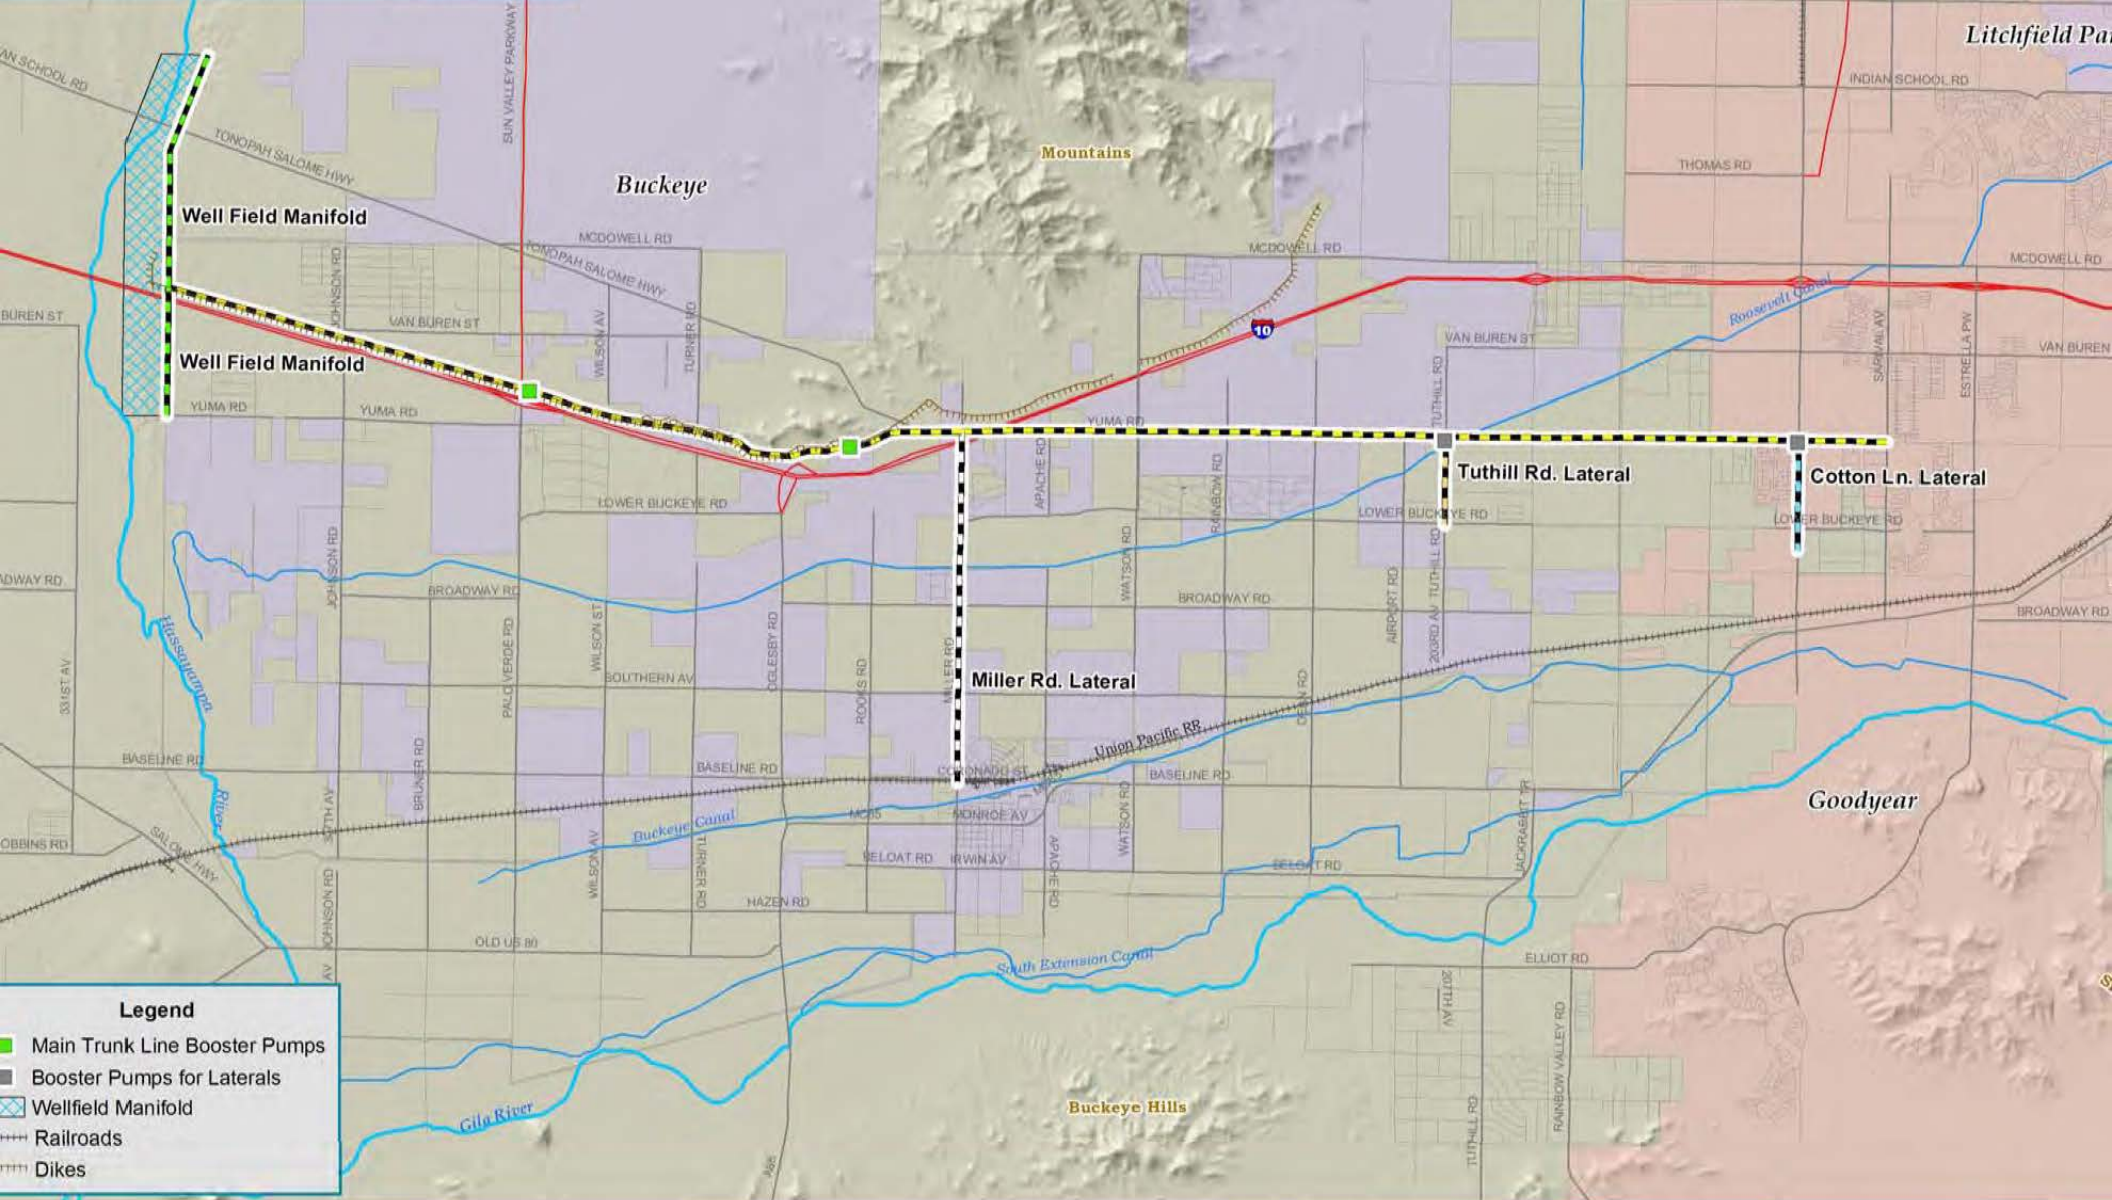 Litchfield Pa
AN SCHOOL RD
INDIAN SCHOOL RD
SUN VALLEY PARKWAY
TONOPAH SALOME HWY
Mountains
THOMAS RD
Buckeye
Well Field Manifold
MCDOWELL RD
MCDOWELL RD
MCDOWELL RD
TONOPAH SALOME HWY
JOHNSON RD
Roosevelt Canal
BUREN ST
VAN BUREN ST
WILSON AV
TURNER RD
10
VAN BUREN ST
VAN BUREN
SARIVAL AV
ESTRELLA PW
Well Field Manifold
TUTHILL RD
YUMA RD
YUMA RD
YUMA RD
APACHE RD
RAINBOW RD
Tuthill Rd. Lateral
Cotton Ln. Lateral
LOWER BUCKEYE RD
LOWER BUCKEYE RD
LOWER BUCKEYE RD
JOHNSON RD
WATSON RD
TUTHILL RD
MC85
ADWAY RD
BROADWAY RD
BROADWAY RD
BROADWAY RD
AIRPORT RD
203RD AV
Hassayampa
PALO VERDE RD
WILSON ST
OGLESBY RD
331ST AV
SOUTHERN AV
ROOKS RD
MILLER RD
Miller Rd. Lateral
DEAN RD
Union Pacific RR
BASELINE RD
BRUNER RD
BASELINE RD
CORONADO ST
BASELINE RD
River
Goodyear
MC85
MONROE AV
WATSON RD
JACKRABBIT TR
Buckeye Canal
OBBINS RD
SALOME HWY
WILSON AV
TURNER RD
BELOAT RD
IRWIN AV
APACHE RD
BELOAT RD
JOHNSON RD
HAZEN RD
OLD US 80
South Extension Canal
ELLIOT RD
AV
207TH AV
RAINBOW VALLEY RD
Legend
Main Trunk Line Booster Pumps
Booster Pumps for Laterals
Wellfield Manifold
Railroads
Dikes
Gila River
Buckeye Hills
TUTHILL RD